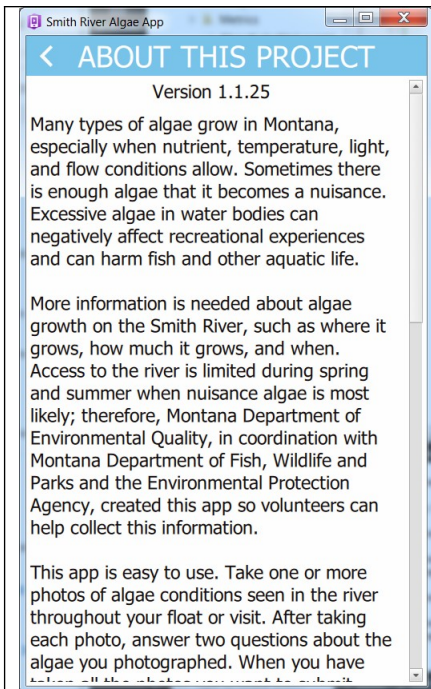 Smith River Algae App
< ABOUT THIS PROJECT
Version 1.1.25
Many types of algae grow in Montana,
especially when nutrient, temperature, light,
and flow conditions allow. Sometimes there
is enough algae that it becomes a nuisance.
Excessive algae in water bodies can
negatively affect recreational experiences
and can harm fish and other aquatic life.
More information is needed about algae
growth on the Smith River, such as where it
grows, how much it grows, and when.
Access to the river is limited during spring
and summer when nuisance algae is most
likely; therefore, Montana Department of
Environmental Quality, in coordination with
Montana Department of Fish, Wildlife and
Parks and the Environmental Protection
Agency, created this app so volunteers can
help collect this information.
This app is easy to use. Take one or more
photos of algae conditions seen in the river
throughout your float or visit. After taking
each photo, answer two questions about the
algae you photographed. When you have
taken all the photos you want to submit